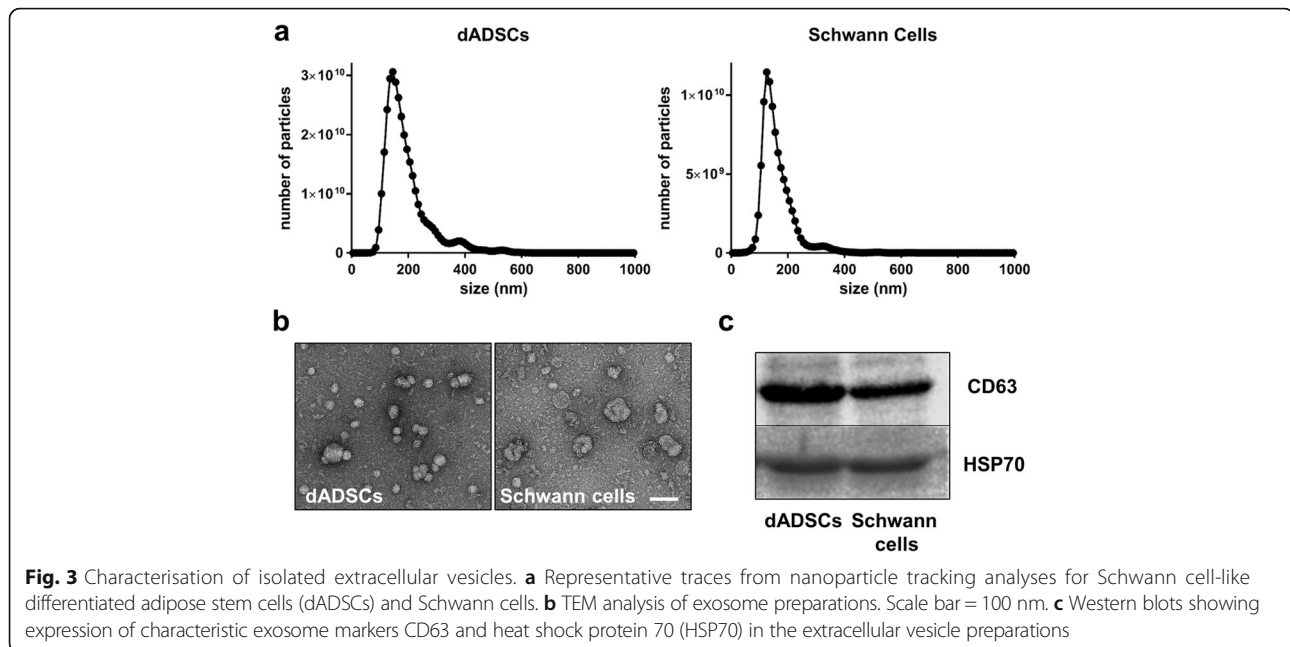 a
dADSCs
Schwann Cells
number of particles
3×10¹⁰
2×10¹⁰
1×10¹⁰
0
0 200 400 600 800 1000
size (nm)
number of particles
1×10¹⁰
5×10⁹
0
0 200 400 600 800 1000
size (nm)
b
dADSCs
Schwann cells
c
CD63
HSP70
dADSCs Schwann
cells
Fig. 3 Characterisation of isolated extracellular vesicles. a Representative traces from nanoparticle tracking analyses for Schwann cell-like
differentiated adipose stem cells (dADSCs) and Schwann cells. b TEM analysis of exosome preparations. Scale bar = 100 nm. c Western blots showing
expression of characteristic exosome markers CD63 and heat shock protein 70 (HSP70) in the extracellular vesicle preparations